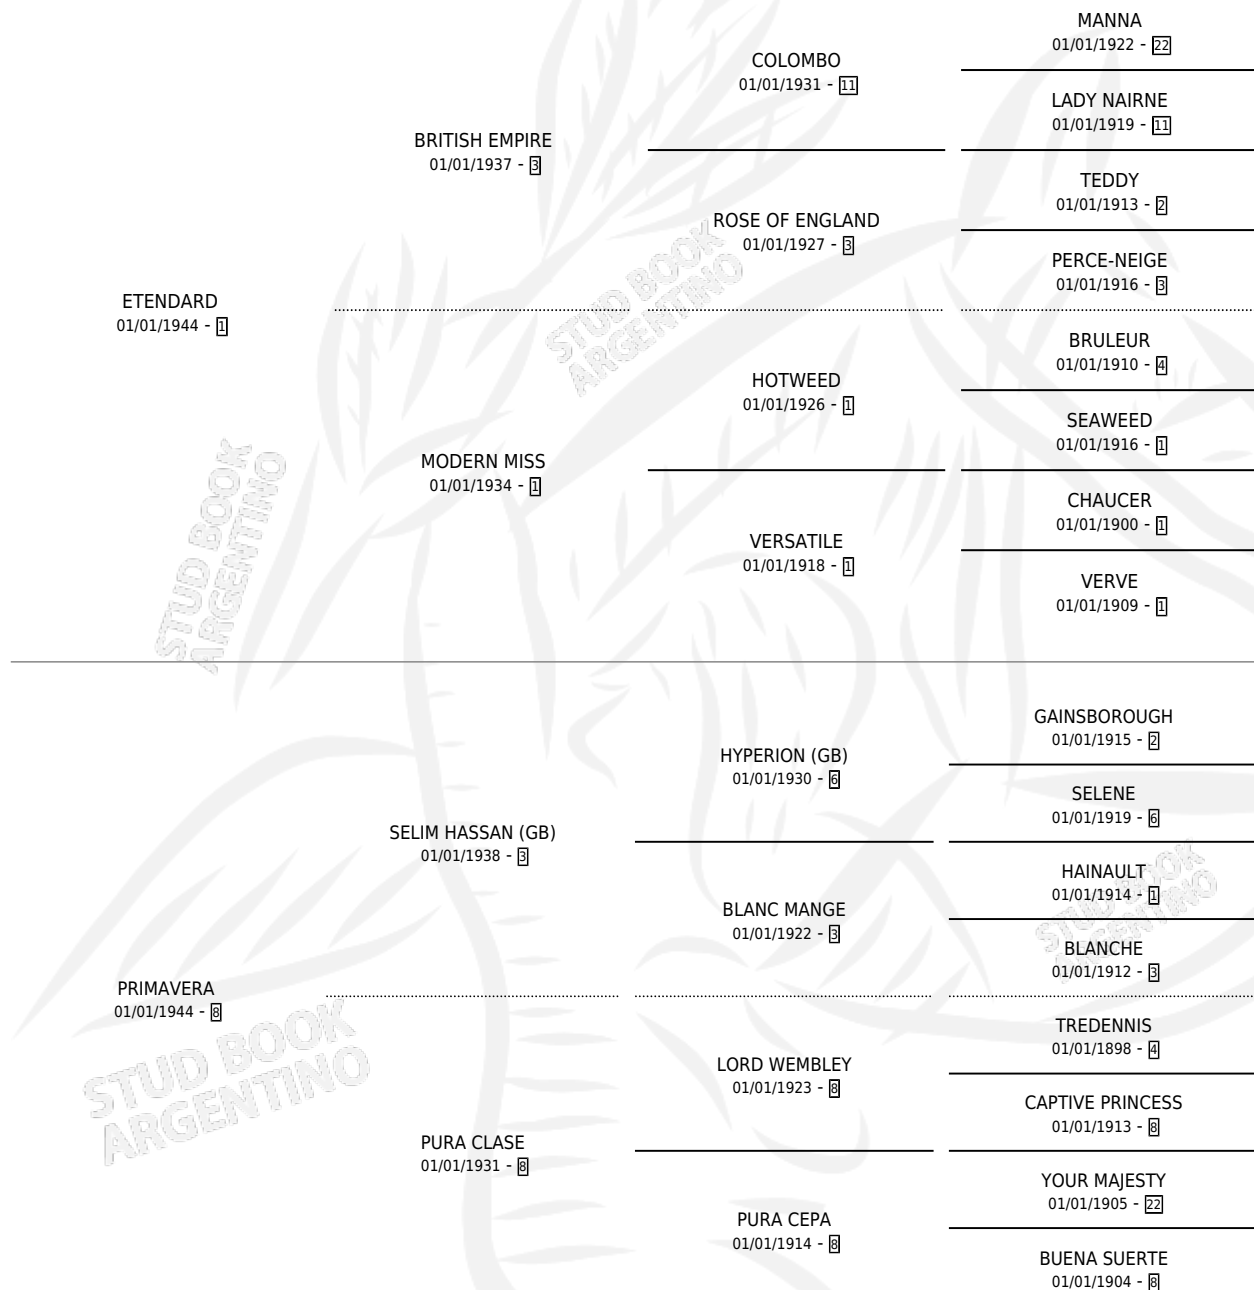 MANNA
01/01/1922 - 22
COLOMBO
01/01/1931 - 11
LADY NAIRNE
01/01/1919 - 11
BRITISH EMPIRE
01/01/1937 - 3
TEDDY
01/01/1913 - 2
ROSE OF ENGLAND
01/01/1927 - 3
PERCE-NEIGE
01/01/1916 - 3
ETENDARD
01/01/1944 - 1
BRULEUR
01/01/1910 - 4
HOTWEED
01/01/1926 - 1
SEAWEED
01/01/1916 - 1
MODERN MISS
01/01/1934 - 1
CHAUCER
01/01/1900 - 1
VERSATILE
01/01/1918 - 1
VERVE
01/01/1909 - 1
GAINSBOROUGH
01/01/1915 - 2
HYPERION (GB)
01/01/1930 - 6
SELENE
01/01/1919 - 6
SELIM HASSAN (GB)
01/01/1938 - 3
HAINAULT
01/01/1914 - 1
BLANC MANGE
01/01/1922 - 3
BLANCHE
01/01/1912 - 3
PRIMAVERA
01/01/1944 - 8
TREDENNIS
01/01/1898 - 4
LORD WEMBLEY
01/01/1923 - 8
CAPTIVE PRINCESS
01/01/1913 - 8
PURA CLASE
01/01/1931 - 8
YOUR MAJESTY
01/01/1905 - 22
PURA CEPA
01/01/1914 - 8
BUENA SUERTE
01/01/1904 - 8
STUD BOOK
ARGENTINO
STUD BOOK
ARGENTINO
STUD BOOK
ARGENTINO
STUD BOOK
ARGENTINO